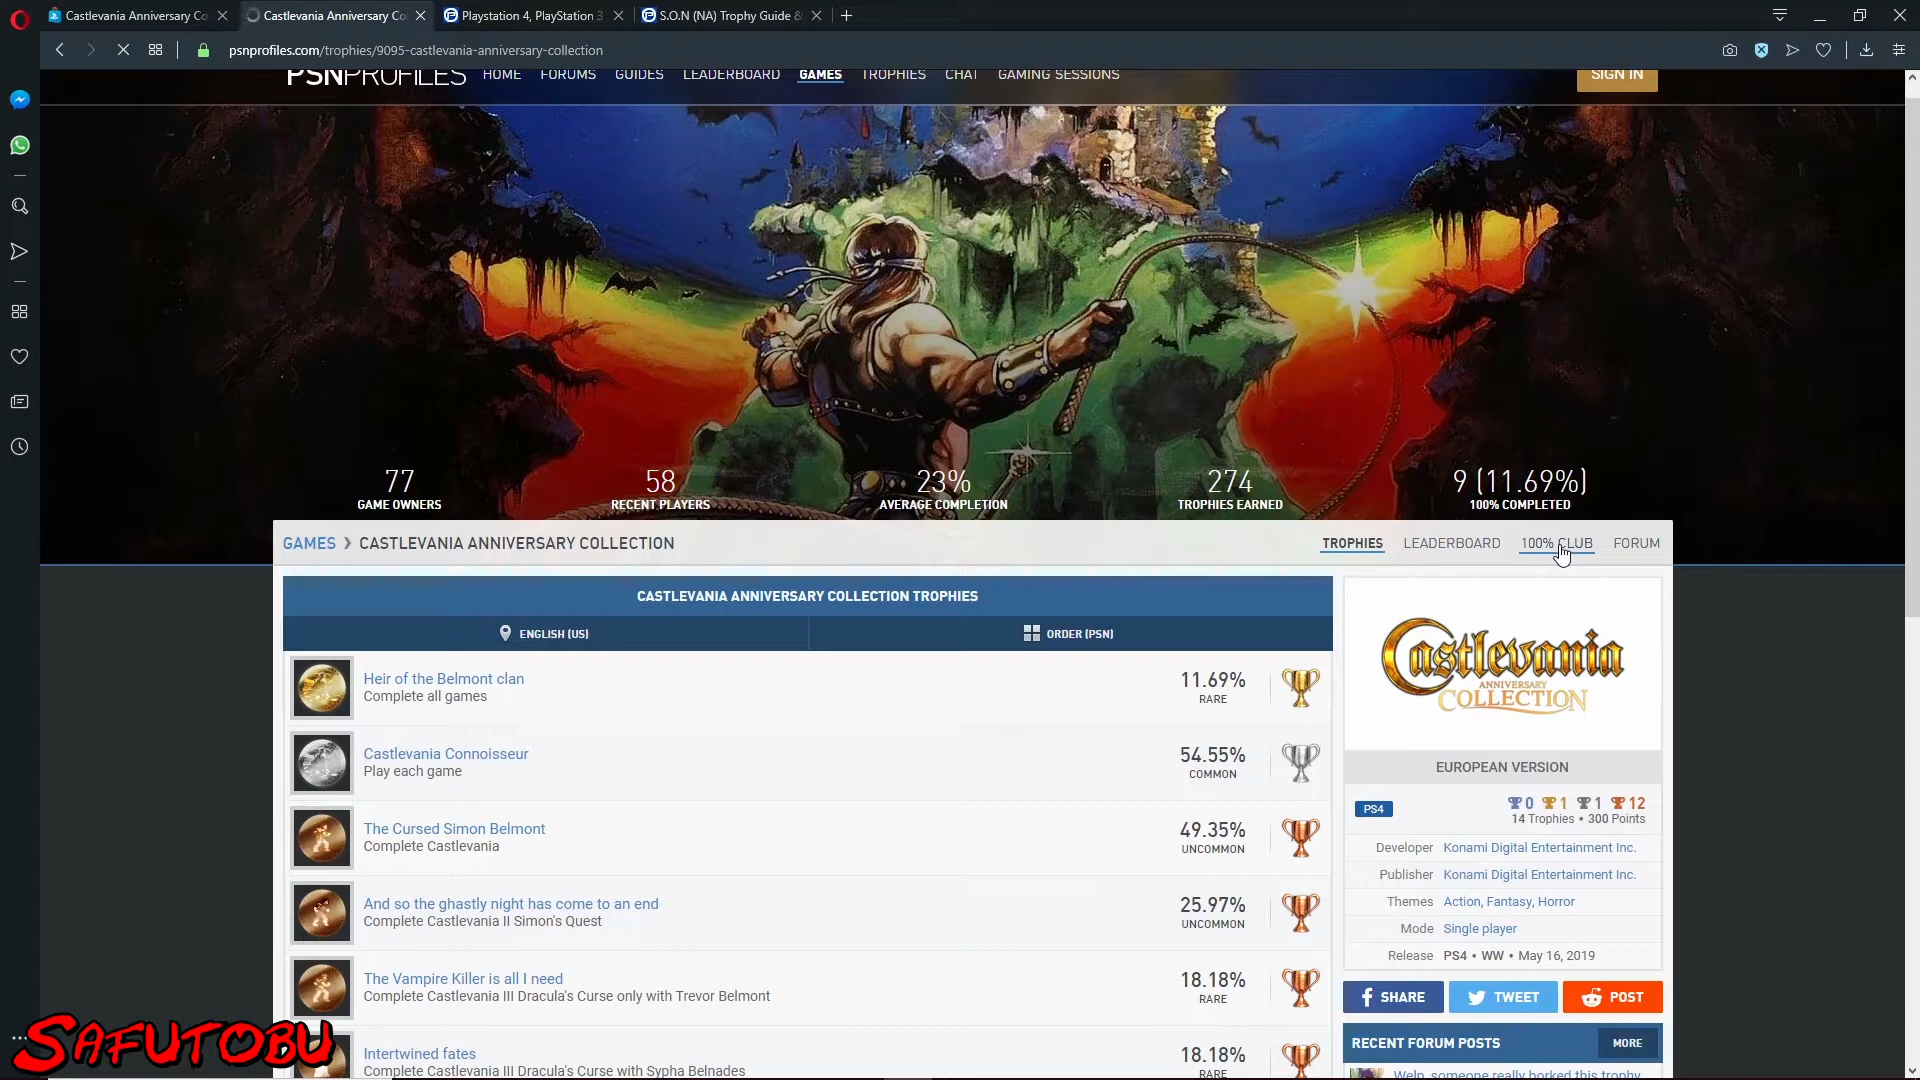 Castlevania Anniversary Co
Castlevania Anniversary Co
Playstation 4, PlayStation 3
S.O.N (NA) Trophy Guide &
psnprofiles.com/trophies/9095-castlevania-anniversary-collection
PSNPROFILES HOME FORUMS GUIDES LEADERBOARD GAMES TROPHIES CHAT GAMING SESSIONS SIGN IN
77 58 23% 274 9 (11.69%)
GAME OWNERS RECENT PLAYERS AVERAGE COMPLETION TROPHIES EARNED 100% COMPLETED
GAMES CASTLEVANIA ANNIVERSARY COLLECTION TROPHIES LEADERBOARD 100% CLUB FORUM
CASTLEVANIA ANNIVERSARY COLLECTION TROPHIES
ENGLISH (US) ORDER (PSN)
Heir of the Belmont clan 11.69%
Complete all games RARE
Castlevania Connoisseur 54.55%
Play each game COMMON
The Cursed Simon Belmont 49.35%
Complete Castlevania UNCOMMON
And so the ghastly night has come to an end 25.97%
Complete Castlevania II Simon's Quest UNCOMMON
The Vampire Killer is all I need 18.18%
Complete Castlevania III Dracula's Curse only with Trevor Belmont RARE
Intertwined fates 18.18%
Complete Castlevania III Dracula's Curse with Sypha Belnades RARE
Castlevania
ANNIVERSARY
COLLECTION
EUROPEAN VERSION
PS4 0 1 1 12
14 Trophies • 300 Points
Developer Konami Digital Entertainment Inc.
Publisher Konami Digital Entertainment Inc.
Themes Action, Fantasy, Horror
Mode Single player
Release PS4 • WW • May 16, 2019
SHARE TWEET POST
RECENT FORUM POSTS MORE
Welp, someone really borked this trophy
SAFUTOBU